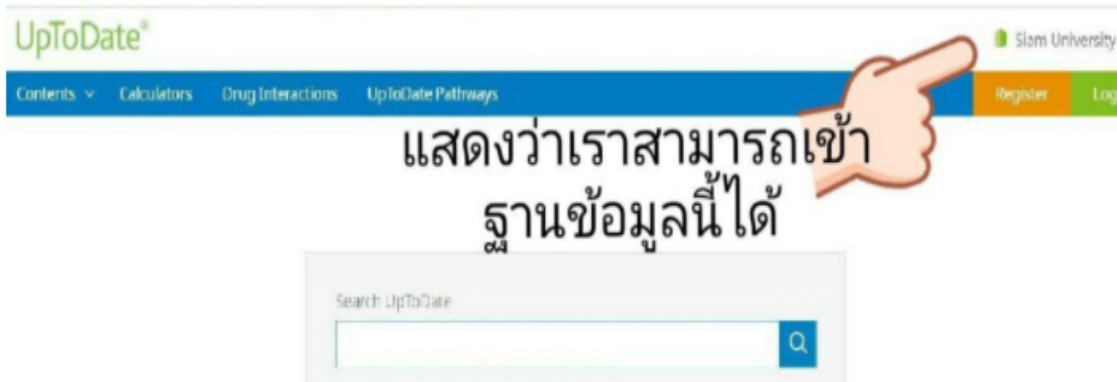 UpToDate®
Siam University
Contents Calculators Drug Interactions UpToDate Pathways Register Log
แสดงว่าเราสามารถเข้า
ฐานข้อมูลนี้ได้
Search UpToDate